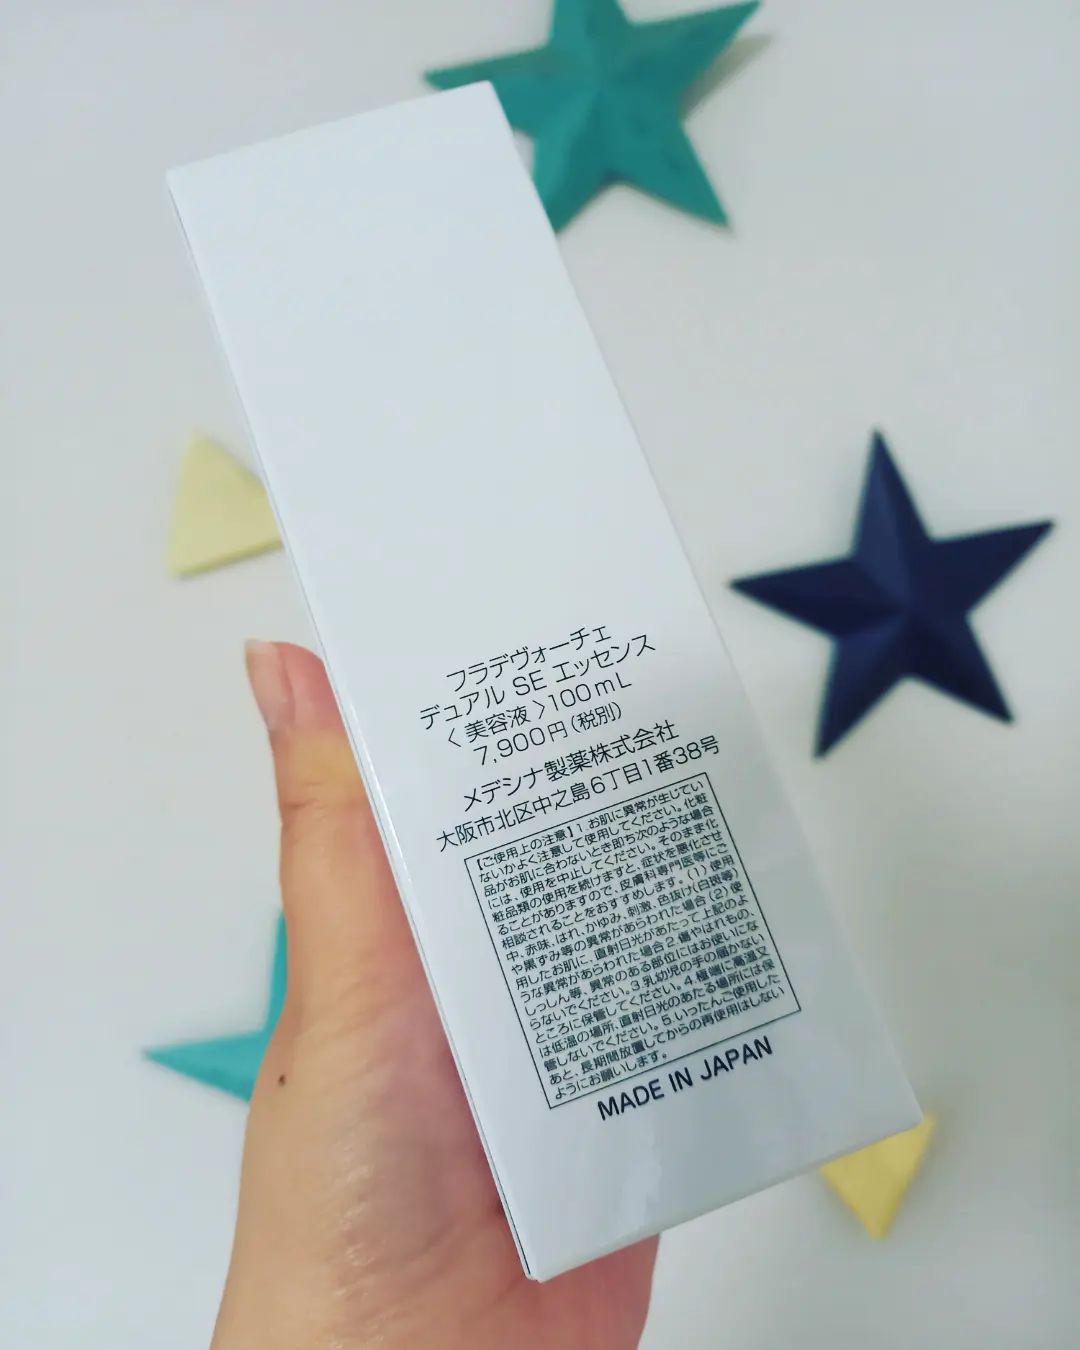 フラデヴォーチェ
デュアル SE エッセンス
<美容液>100mL
7,900円(税別)
メデシナ製薬株式会社
大阪市北区中之島6丁目1番38号
【ご使用上の注意】1.お肌に異常が生じてい
ないかよく注意して使用してください。化粧
品がお肌に合わないとき即ち次のような場合
には、使用を中止してください。そのまま化
粧品類の使用を続けますと、症状を悪化させ
ることがありますので、皮膚科専門医等にご
相談されることをおすすめします。(1)使用
中、赤味、はれ、かゆみ、刺激、色抜け(白斑等)
や黒ずみ等の異常があらわれた場合(2)使
用したお肌に、直射日光があたって上記のよ
うな異常があらわれた場合2.傷やはれもの、
しっしん等、異常のある部位にはお使いにな
らないでください。3.乳幼児の手の届かない
ところに保管してください。4.極端に高温又
は低温の場所、直射日光のあたる場所には保
管しないでください。5.いったんご使用した
あと、長期間放置してからの再使用はしない
ようにお願いします。
MADE IN JAPAN